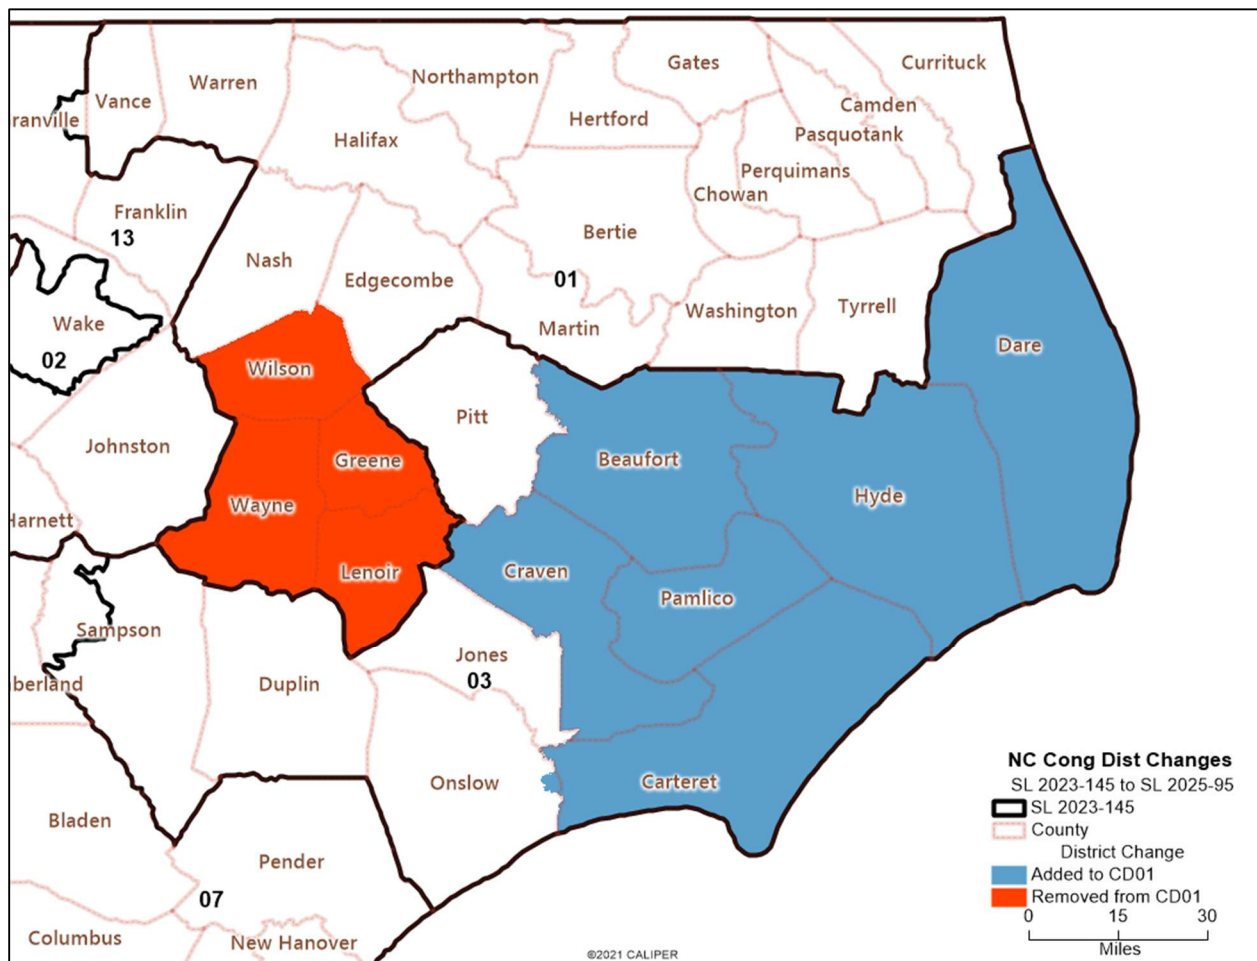 Gates
Currituck
Warren
Northampton
Vance
Camden
ranville
Hertford
Pasquotank
Halifax
Perquimans
Chowan
Franklin
13
Bertie
Nash
Edgecombe
01
Tyrrell
Washington
Wake
Martin
Dare
02
Wilson
Pitt
Johnston
Greene
Beaufort
Hyde
Wayne
Harnett
Lenoir
Craven
Pamlico
Sampson
Jones
03
berland
Duplin
Onslow
Carteret
Bladen
Pender
07
Columbus
New Hanover
NC Cong Dist Changes
SL 2023-145 to SL 2025-95
SL 2023-145
County
District Change
Added to CD01
Removed from CD01
0 15 30
Miles
©2021 CALIPER